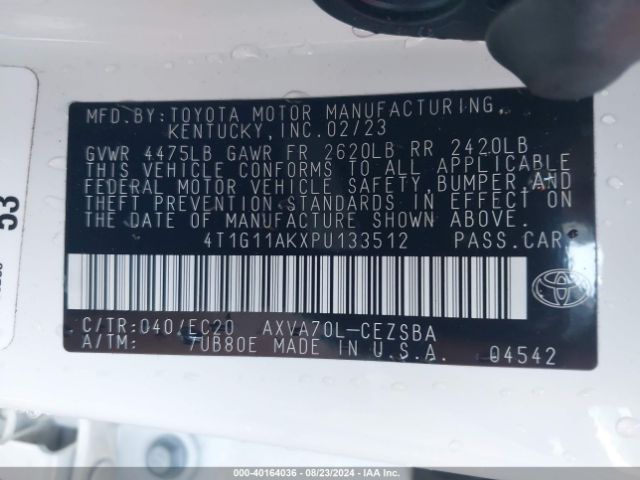 MFD.BY: TOYOTA MOTOR MANUFACTURING,
KENTUCKY, INC. 02/23
GVWR 4475LB GAWR FR 2620LB RR 2420LB
THIS VEHICLE CONFORMS TO ALL APPLICABLE
FEDERAL MOTOR VEHICLE SAFETY, BUMPER, AND
THEFT PREVENTION STANDARDS IN EFFECT ON
THE DATE OF MANUFACTURE SHOWN ABOVE.
4T1G11AKXPU133512 PASS.CAR
C/TR: 040/EC20 AXVA70L-CEZSBA
A/TM: UB80E MADE IN U.S.A. 04542
53
000-40164036 - 08/23/2024 - IAA Inc.